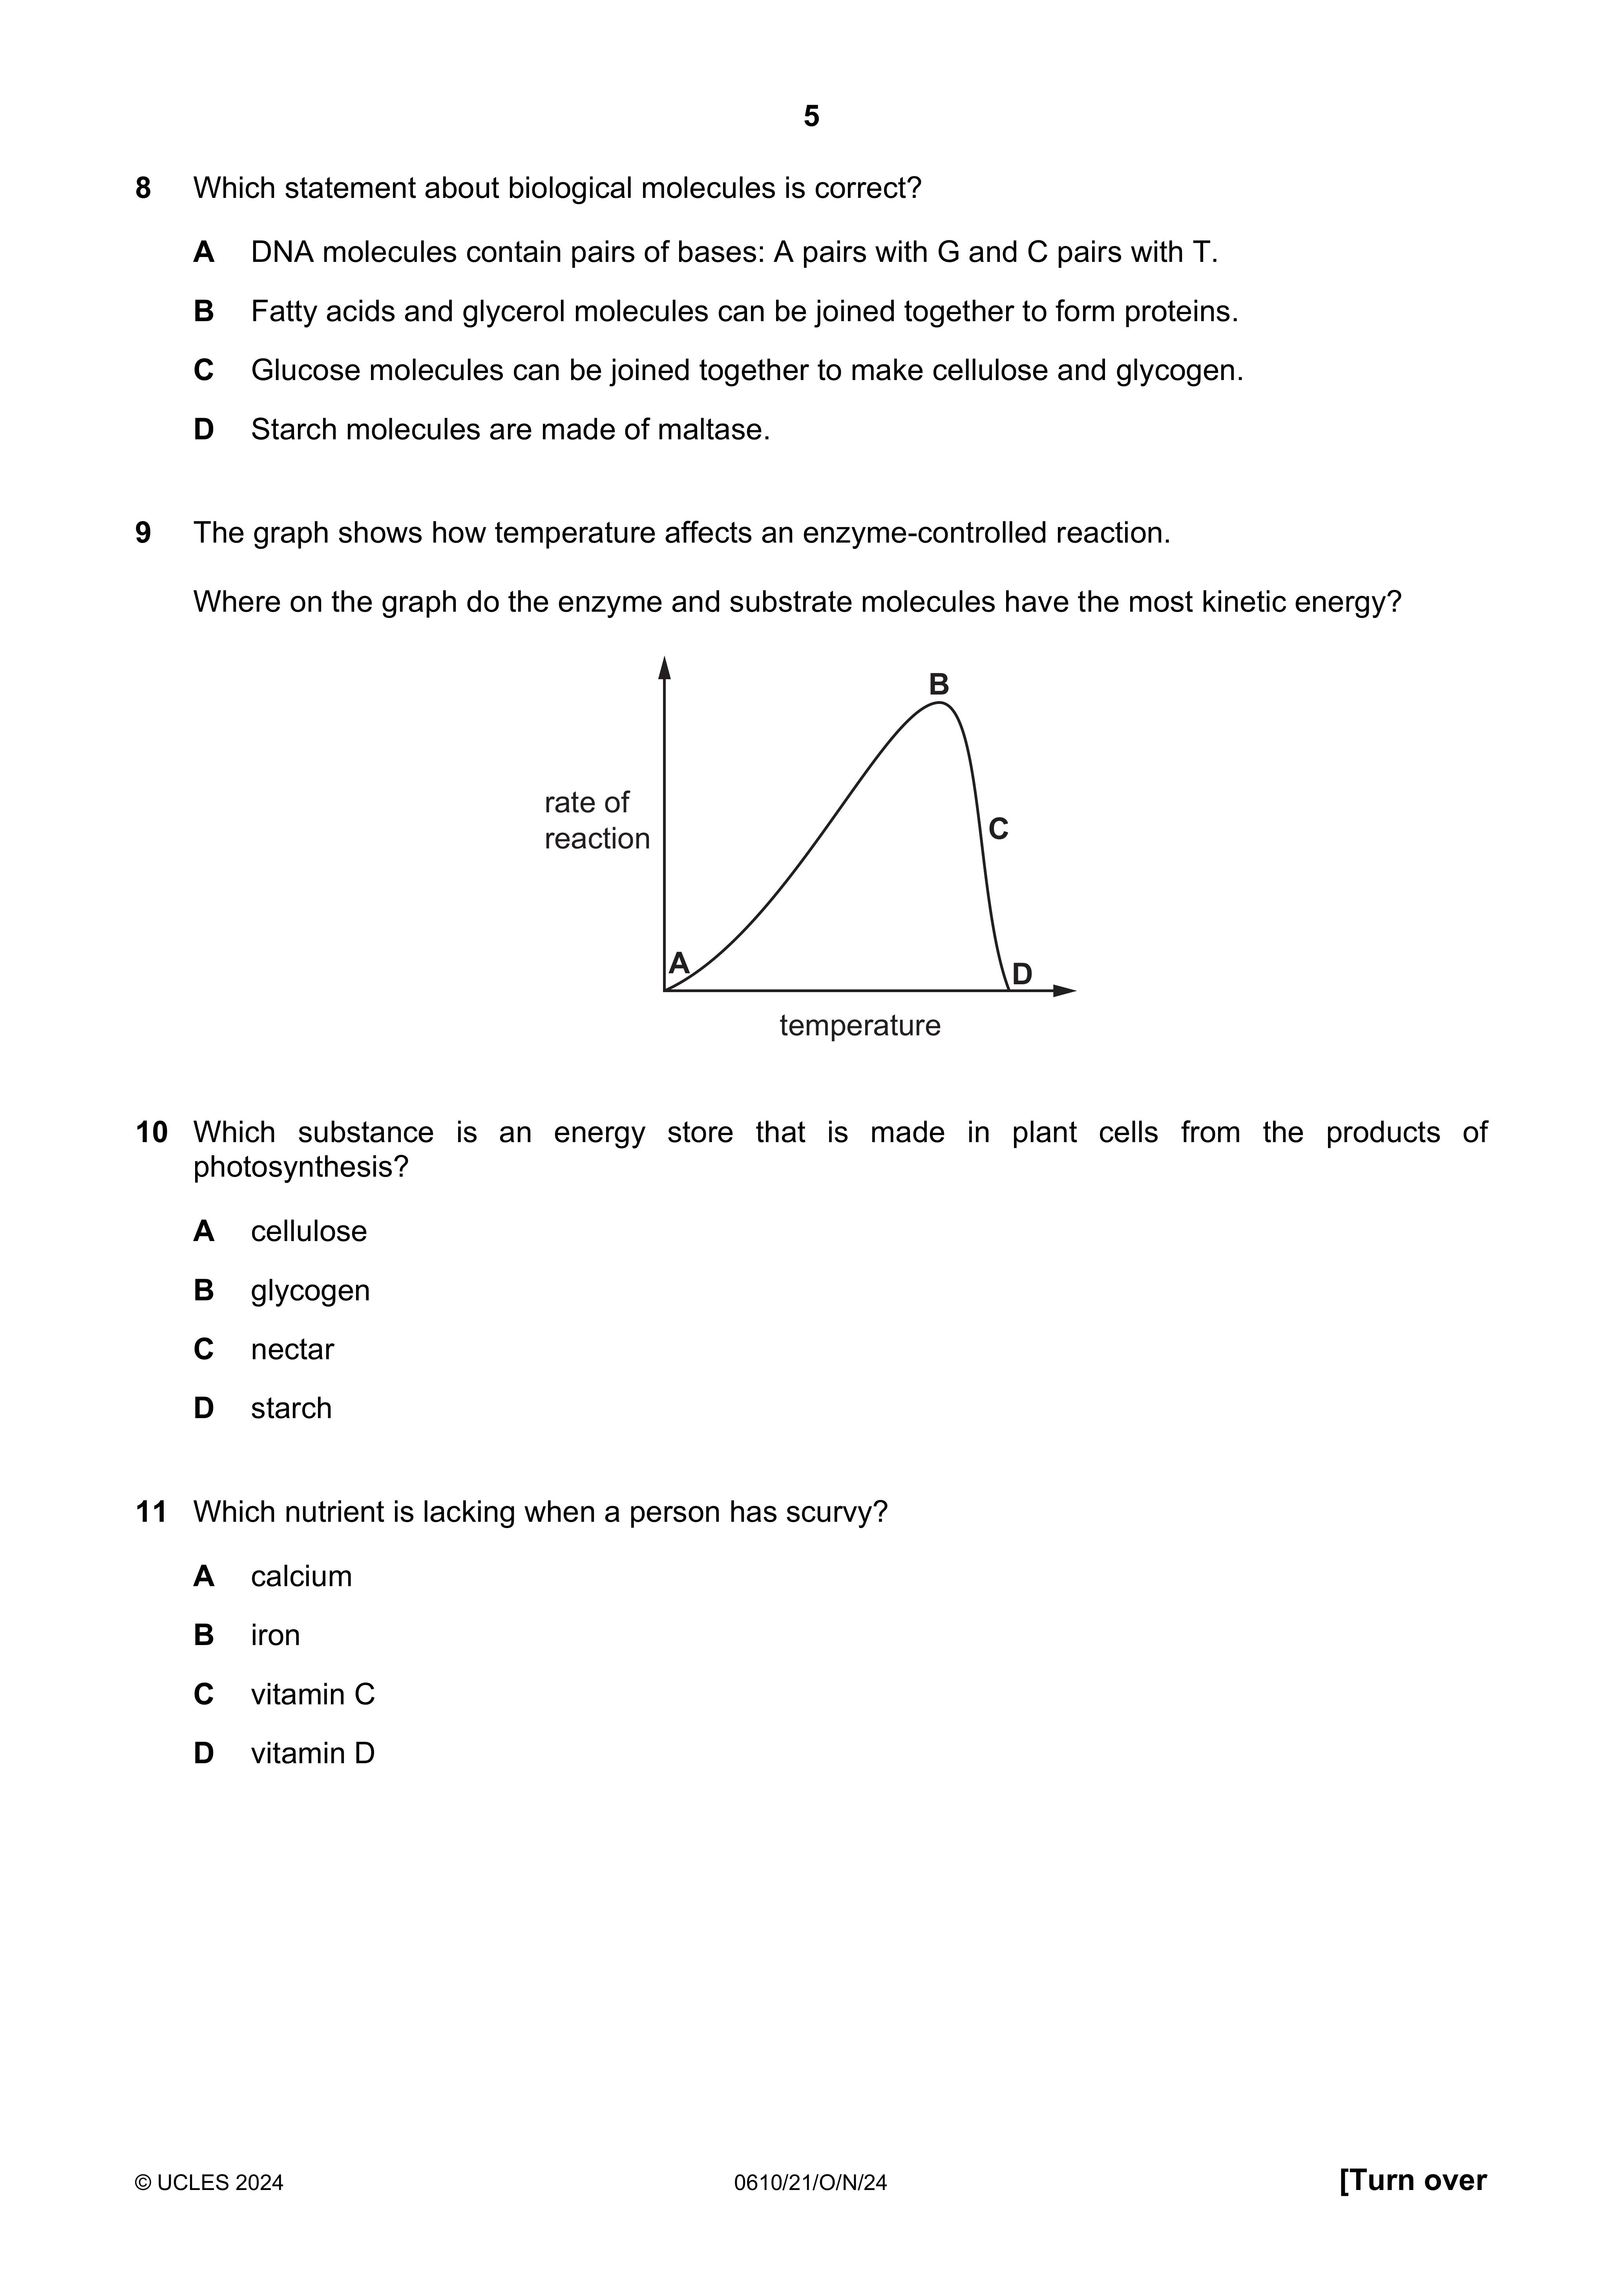 5
8 Which statement about biological molecules is correct?
A DNA molecules contain pairs of bases: A pairs with G and C pairs with T.
B Fatty acids and glycerol molecules can be joined together to form proteins.
C Glucose molecules can be joined together to make cellulose and glycogen.
D Starch molecules are made of maltase.
9 The graph shows how temperature affects an enzyme-controlled reaction.
Where on the graph do the enzyme and substrate molecules have the most kinetic energy?
B
rate of
reaction
C
A
D
temperature
10 Which substance is an energy store that is made in plant cells from the products of
photosynthesis?
A cellulose
B glycogen
C nectar
D starch
11 Which nutrient is lacking when a person has scurvy?
A calcium
B iron
C vitamin C
D vitamin D
© UCLES 2024 0610/21/O/N/24 [Turn over